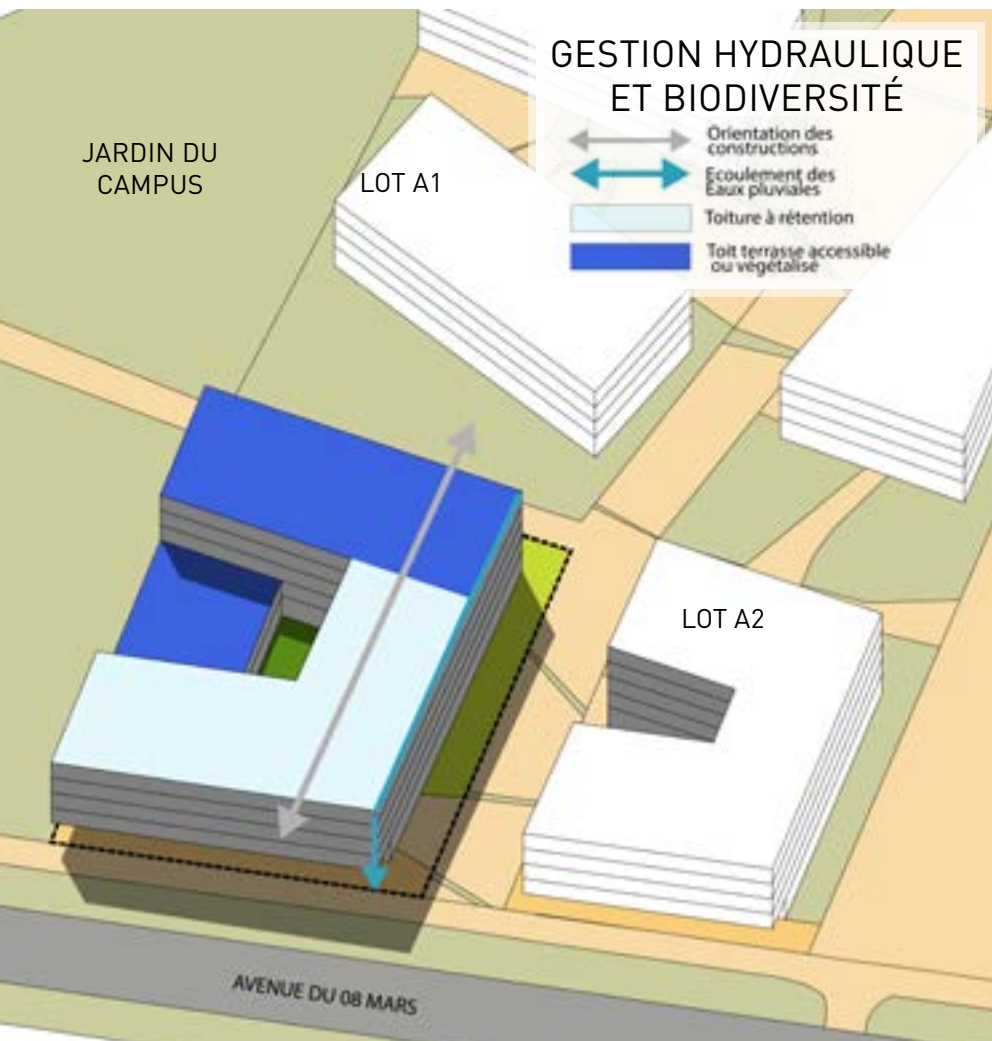 GESTION HYDRAULIQUE
ET BIODIVERSITÉ
Orientation des
constructions
Ecoulement des
Eaux pluviales
Toiture à rétention
Toit terrasse accessible
ou végétalisé
JARDIN DU
CAMPUS
LOT A1
LOT A2
AVENUE DU 08 MARS